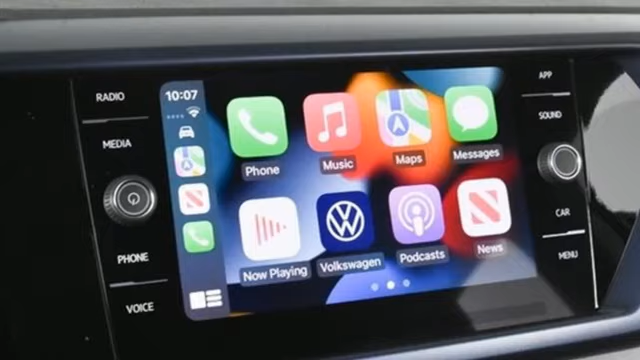 RADIO
MEDIA
PHONE
VOICE
10:07
Phone
Music
Maps
Messages
Now Playing
Volkswagen
Podcasts
News
APP
SOUND
CAR
MENU